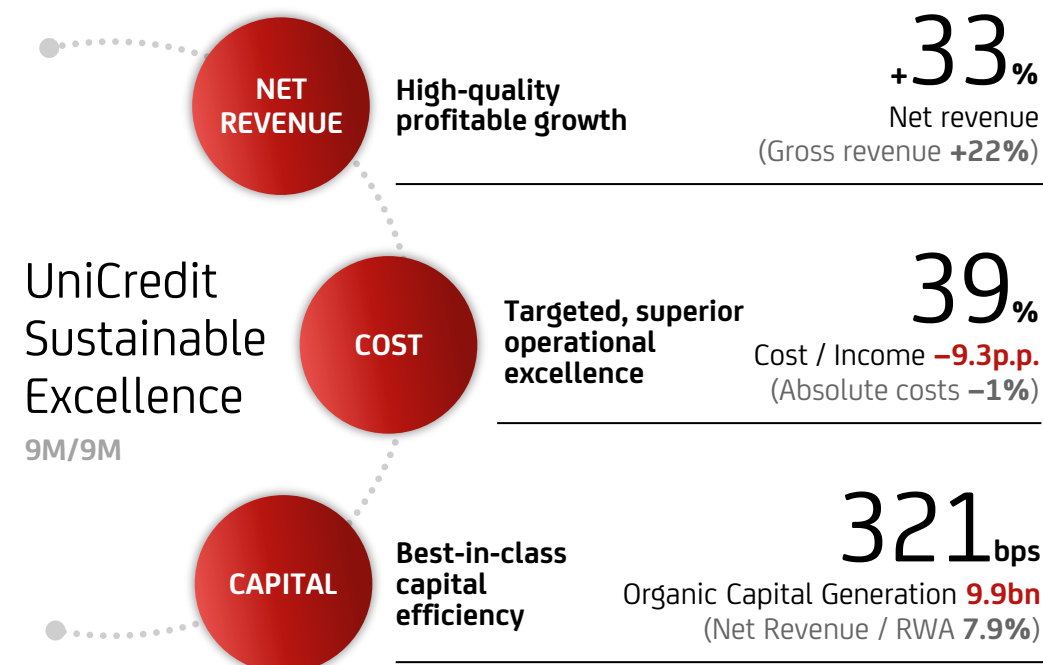 NET
REVENUE
High-quality
profitable growth
+33%
Net revenue
(Gross revenue +22%)
UniCredit
Sustainable
Excellence
9M/9M
COST
Targeted, superior
operational
excellence
39%
Cost / Income –9.3p.p.
(Absolute costs –1%)
CAPITAL
Best-in-class
capital
efficiency
321bps
Organic Capital Generation 9.9bn
(Net Revenue / RWA 7.9%)